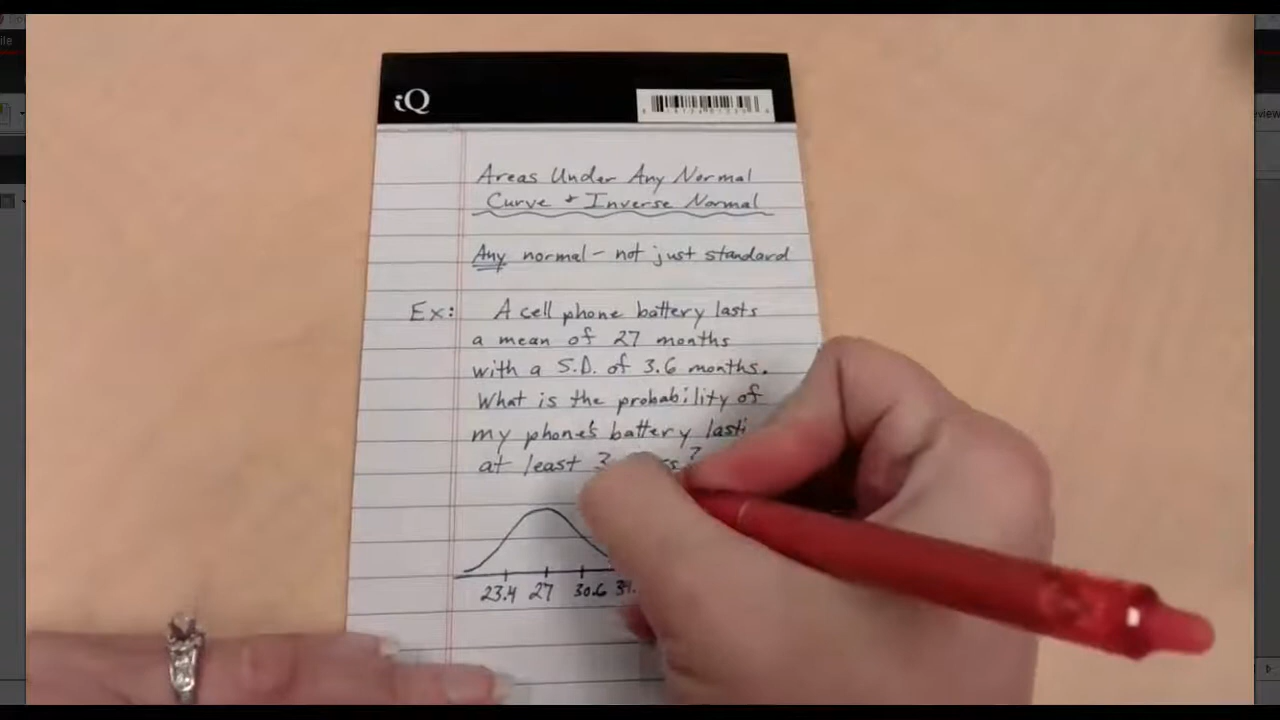 iQ
Areas Under Any Normal
Curve + Inverse Normal
Any normal - not just standard
Ex: A cell phone battery lasts
a mean of 27 months
with a S.D. of 3.6 months.
What is the probability of
my phone's battery
at least ?
23.4 27 30.6